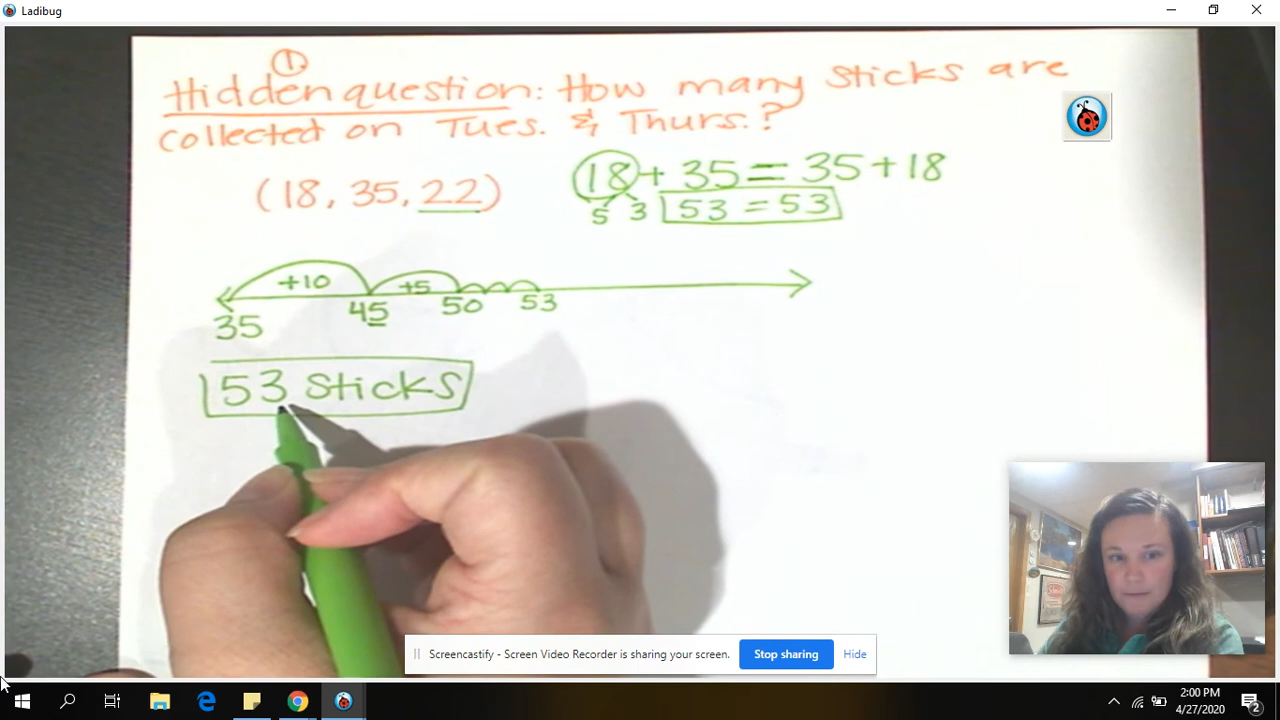 Ladibug
1.
Hidden question: How many sticks are
collected on Tues. & Thurs.?
(18, 35, 22)
18 + 35 = 35 + 18
5 3 53 = 53
+10 +5
35 45 50 53
53 Sticks
Screencastify - Screen Video Recorder is sharing your screen. Stop sharing Hide
2:00 PM
4/27/2020
2